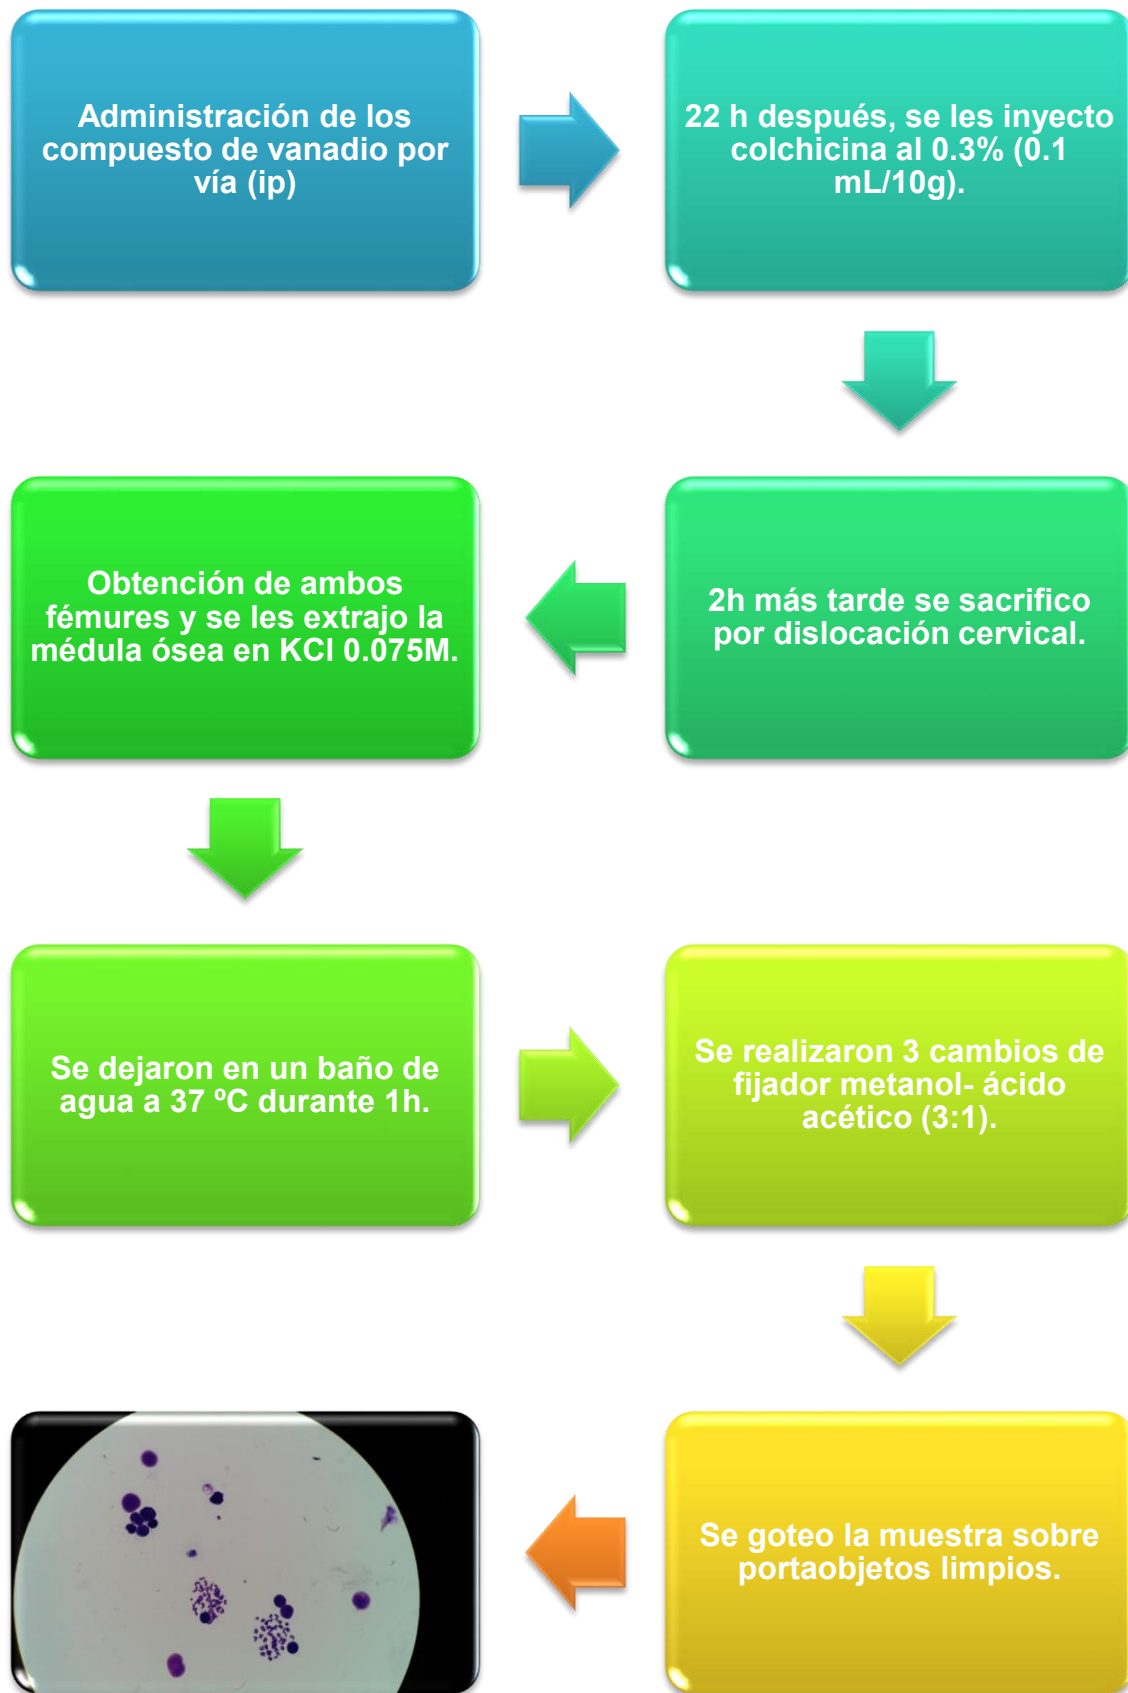 Administración de los
compuesto de vanadio por
vía (ip)
22 h después, se les inyecto
colchicina al 0.3% (0.1
mL/10g).
2h más tarde se sacrifico
por dislocación cervical.
Obtención de ambos
fémures y se les extrajo la
médula ósea en KCl 0.075M.
Se dejaron en un baño de
agua a 37 ºC durante 1h.
Se realizaron 3 cambios de
fijador metanol- ácido
acético (3:1).
Se goteo la muestra sobre
portaobjetos limpios.